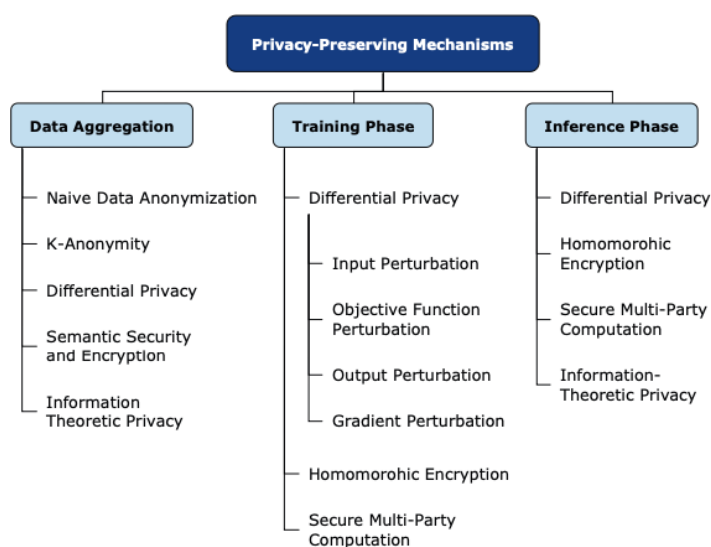 Privacy-Preserving Mechanisms
Data Aggregation
Naive Data Anonymization
K-Anonymity
Differential Privacy
Semantic Security
and Encryption
Information
Theoretic Privacy
Training Phase
Differential Privacy
Input Perturbation
Objective Function
Perturbation
Output Perturbation
Gradient Perturbation
Homomorohic Encryption
Secure Multi-Party
Computation
Inference Phase
Differential Privacy
Homomorohic
Encryption
Secure Multi-Party
Computation
Information-
Theoretic Privacy